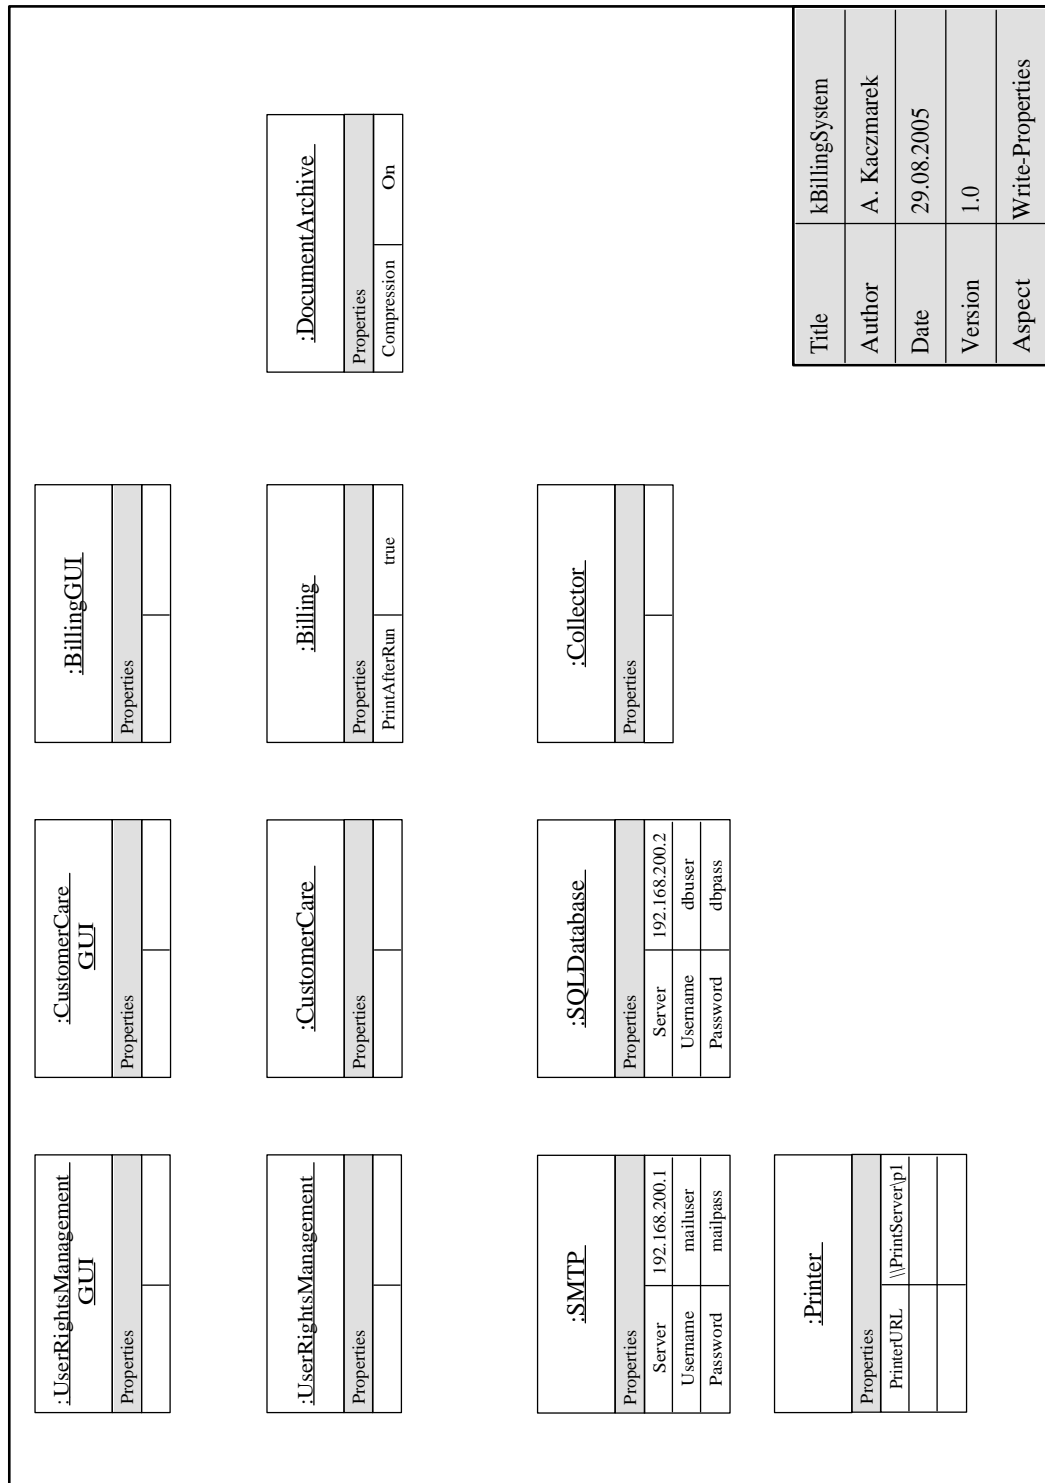 :UserRightsManagement
GUI
Properties
:CustomerCare
GUI
Properties
:BillingGUI
Properties
:UserRightsManagement
Properties
:CustomerCare
Properties
:Billing
Properties
PrintAfterRun true
:DocumentArchive
Properties
Compression On
:SMTP
Properties
Server 192.168.200.1
Username mailuser
Password mailpass
:SQLDatabase
Properties
Server 192.168.200.2
Username dbuser
Password dbpass
:Collector
Properties
:Printer
Properties
PrinterURL \\PrintServer\p1
Title kBillingSystem
Author A. Kaczmarek
Date 29.08.2005
Version 1.0
Aspect Write-Properties